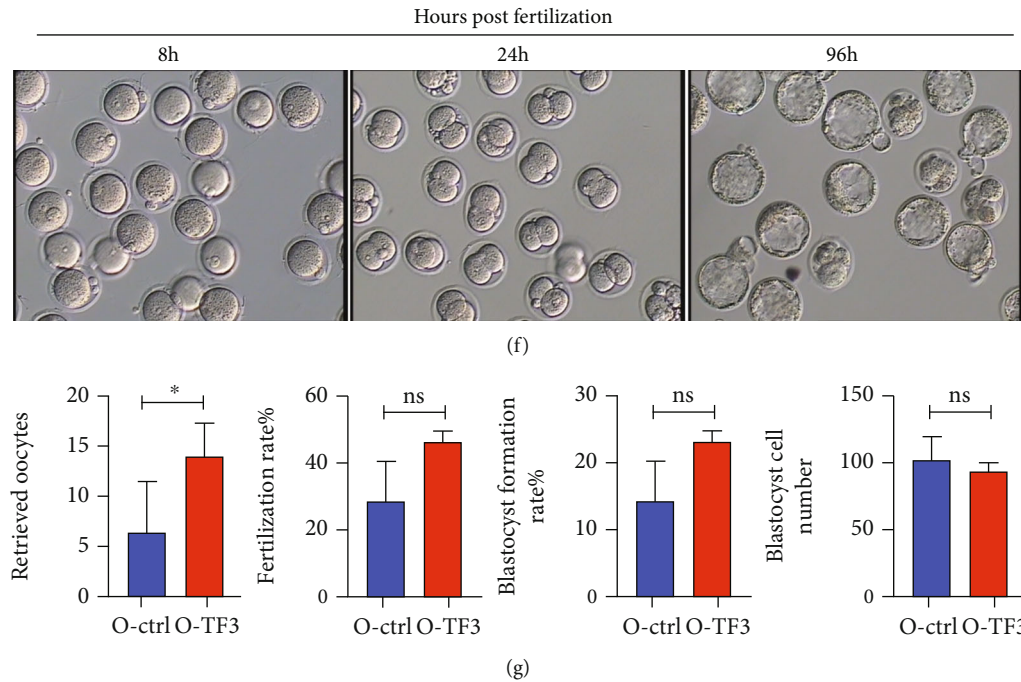 Hours post fertilization
8h 24h 96h
(f)
Retrieved oocytes
20
15
10
5
0
*
O-ctrl O-TF3
Fertilization rate%
60
40
20
0
ns
O-ctrl O-TF3
Blastocyst formation
rate%
30
20
10
0
ns
O-ctrl O-TF3
Blastocyst cell
number
150
100
50
0
ns
O-ctrl O-TF3
(g)